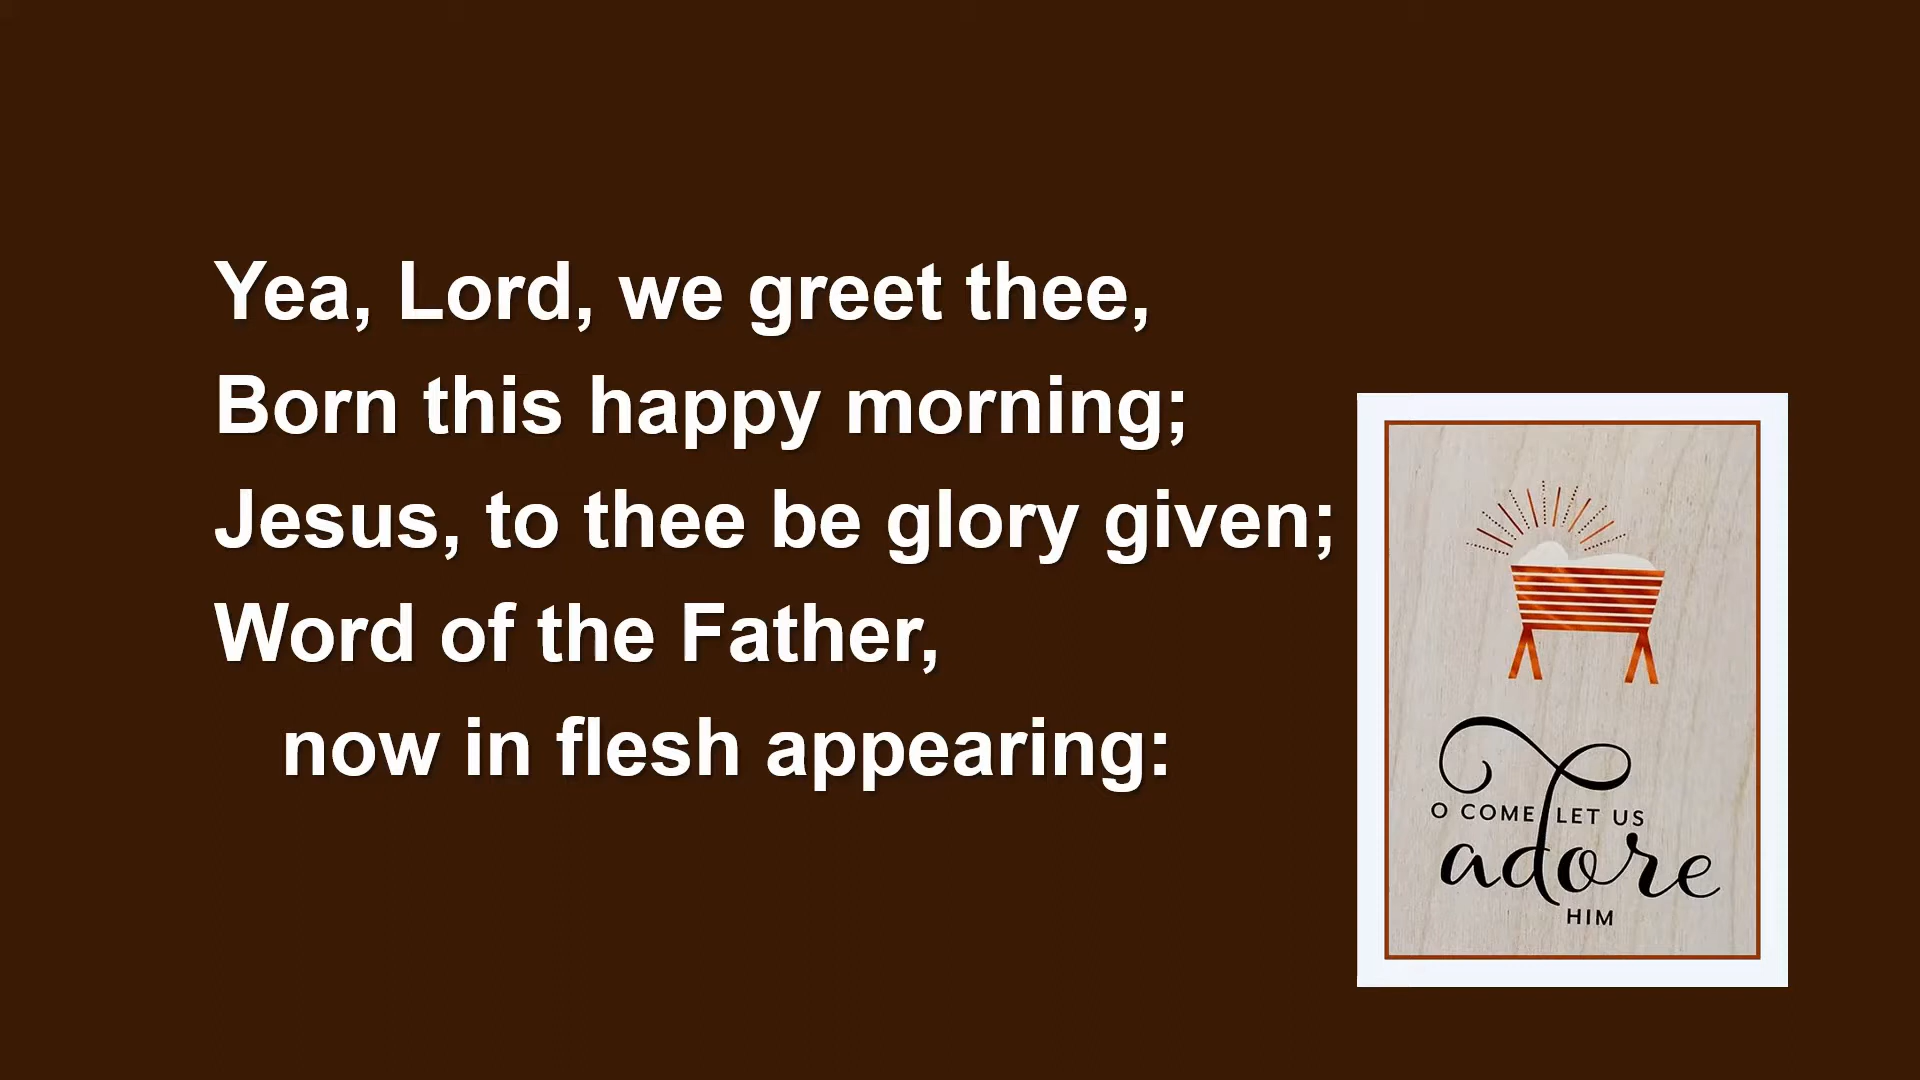 Yea, Lord, we greet thee,
Born this happy morning;
Jesus, to thee be glory given;
Word of the Father,
now in flesh appearing:
O COME LET US
adore
HIM